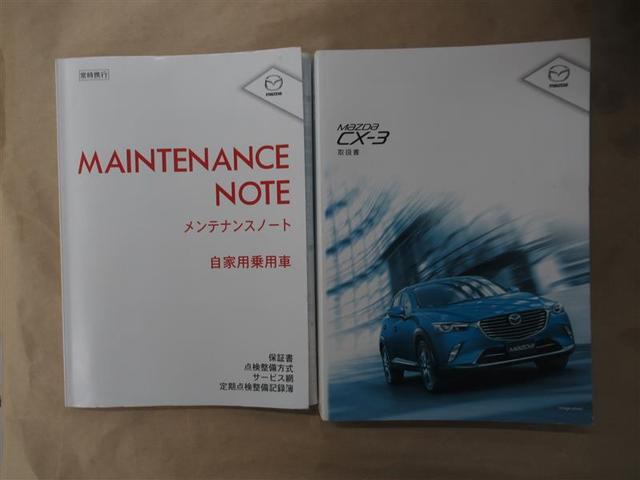 常時携行
mazda
MAINTENANCE
NOTE
メンテナンスノート
自家用乗用車
保証書
点検整備方式
サービス網
定期点検整備記録簿
mazda
mazda
CX-3
取扱書
mazda